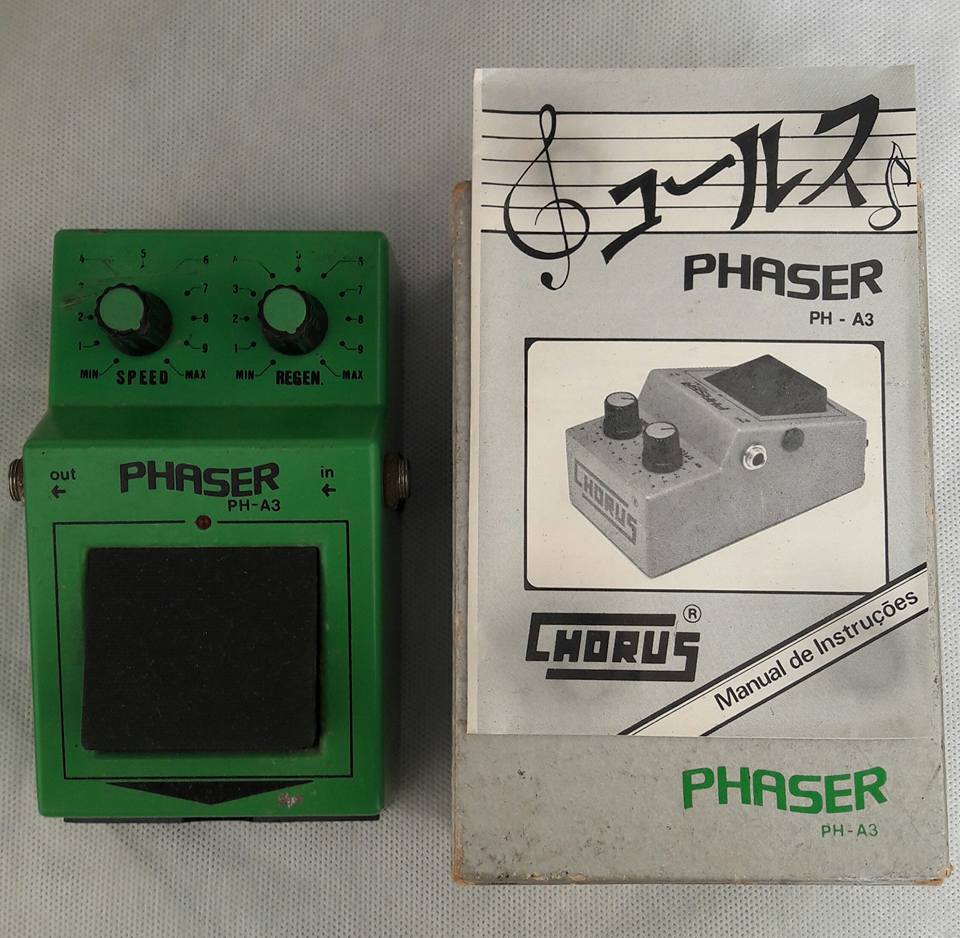 4 5 6
3 7
2 8
1 9
MIN SPEED MAX
4 5 6
3 7
2 8
1 9
MIN REGEN. MAX
out PHASER in
PH-A3
コールス
PHASER
PH - A3
PHASER
CHORUS
CHORUS®
Manual de Instruções
PHASER
PH-A3